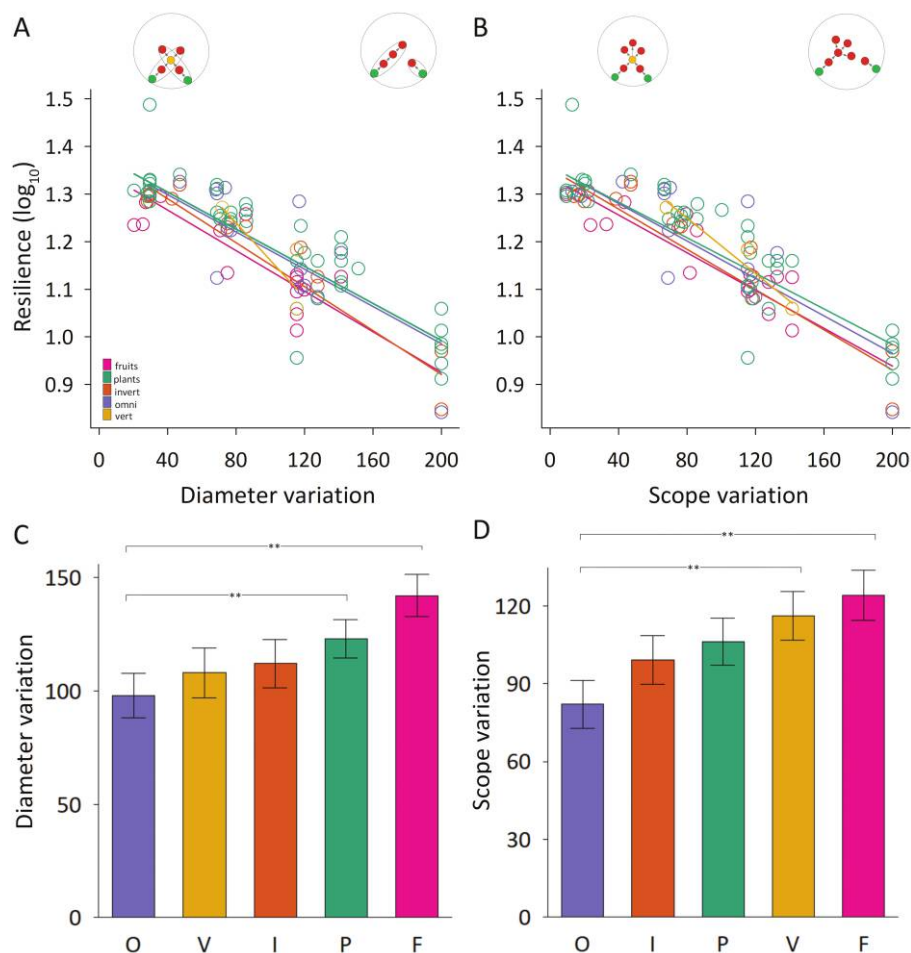 A
B
1.5
1.4
1.3
1.2
1.1
1.0
0.9
Resilience (log10)
fruits
plants
invert
omni
vert
0 40 80 120 160 200
Diameter variation
1.5
1.4
1.3
1.2
1.1
1.0
0.9
0 40 80 120 160 200
Scope variation
C
**
**
150
100
50
0
Diameter variation
O V I P F
D
**
**
120
90
60
30
0
Scope variation
O I P V F